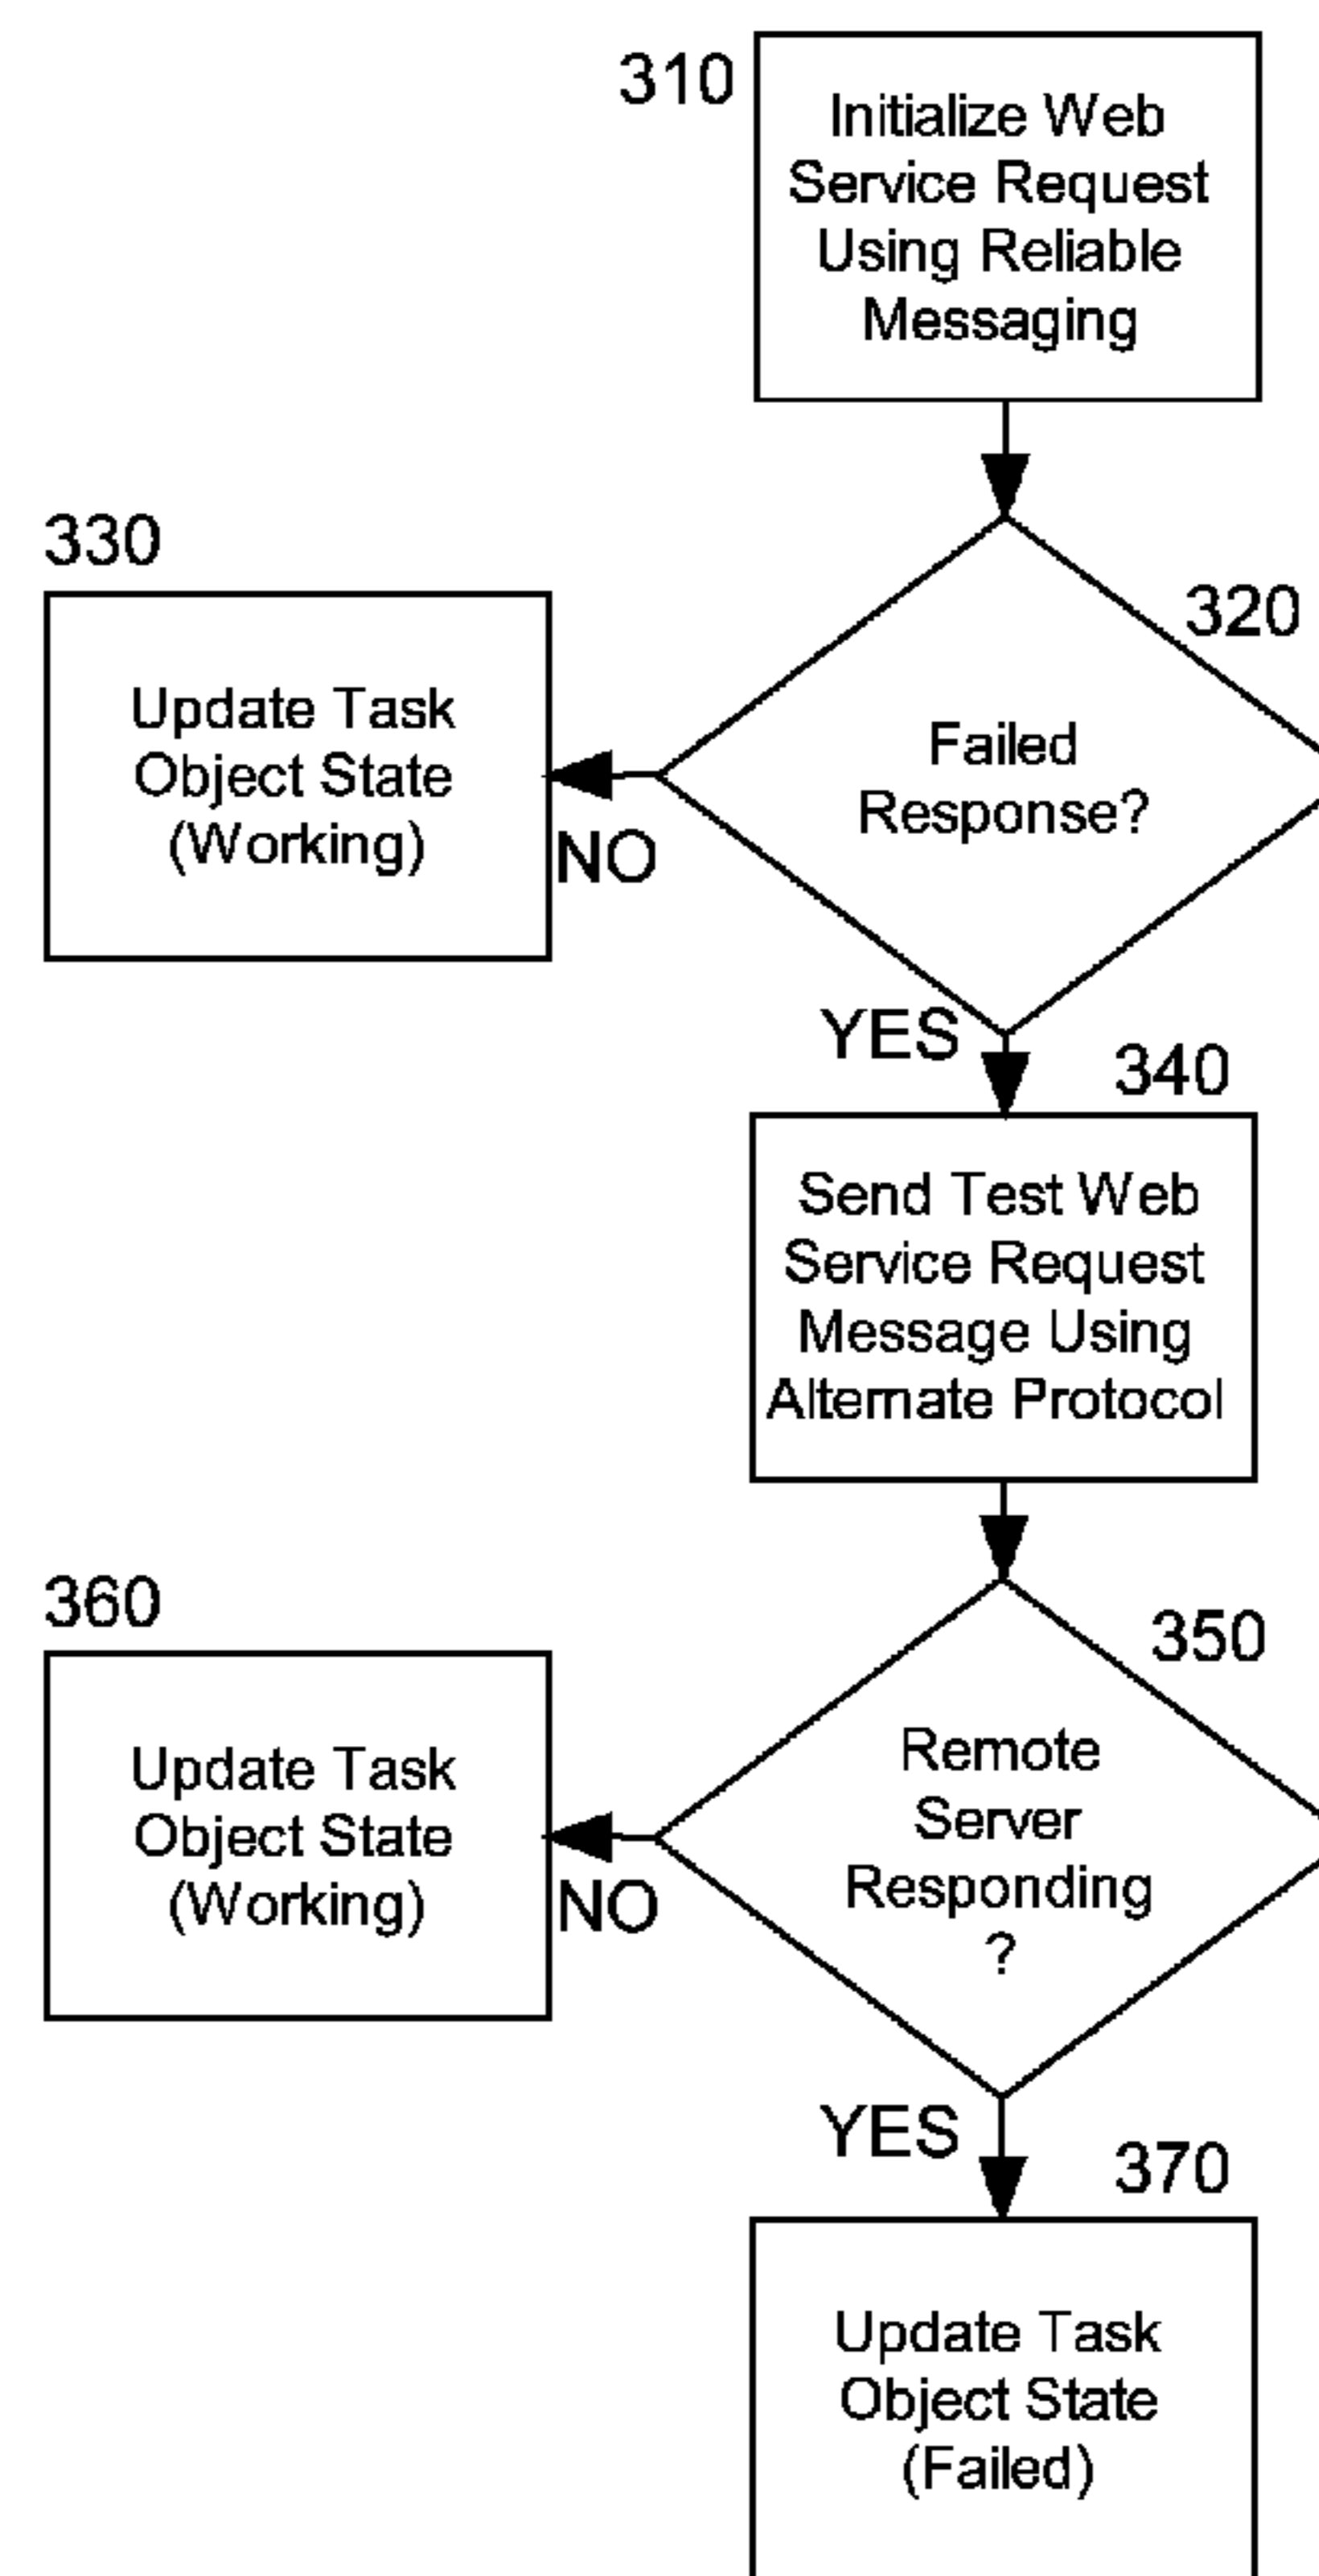 310
Initialize Web
Service Request
Using Reliable
Messaging
330
320
Update Task
Object State
(Working)
Failed
Response?
NO
YES
340
Send Test Web
Service Request
Message Using
Alternate Protocol
360
350
Update Task
Object State
(Working)
Remote
Server
Responding
?
NO
YES
370
Update Task
Object State
(Failed)